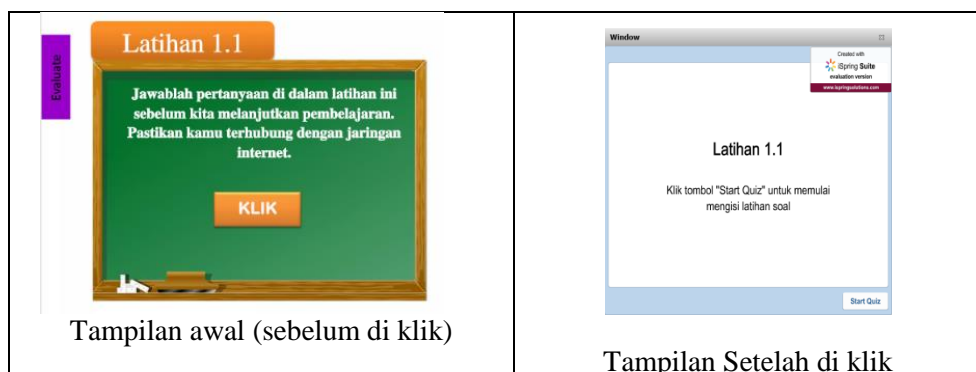 Latihan 1.1
Evaluate
Jawablah pertanyaan di dalam latihan ini
sebelum kita melanjutkan pembelajaran.
Pastikan kamu terhubung dengan jaringan
internet.
KLIK
Tampilan awal (sebelum di klik)
Window
Created with
iSpring Suite
evaluation version
www.ispringsolutions.com
Latihan 1.1
Klik tombol "Start Quiz" untuk memulai
mengisi latihan soal
Start Quiz
Tampilan Setelah di klik